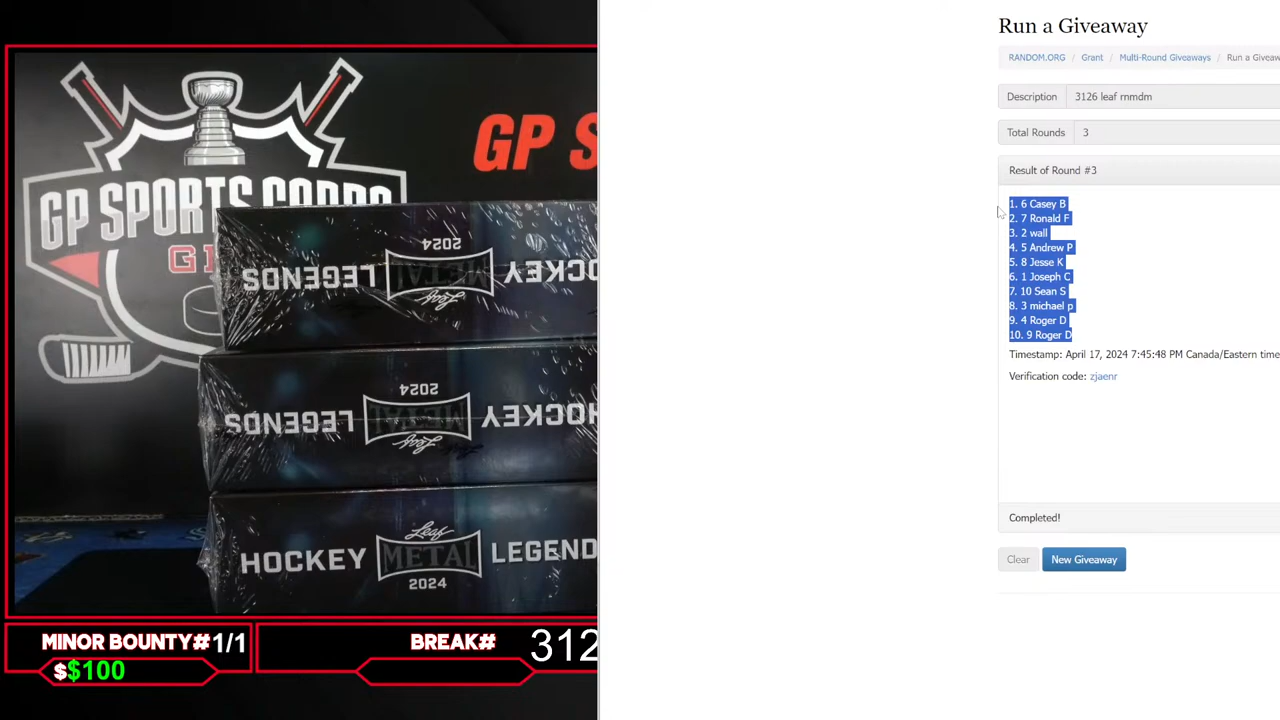 GP SPORTS CARDS
GP S
2024
METAL
Leaf
LEGENDS
HOCKEY
2024
METAL
Leaf
LEGENDS
HOCKEY
Leaf
HOCKEY METAL LEGEND
2024
MINOR BOUNTY# 1/1
$$100
BREAK# 312
Run a Giveaway
RANDOM.ORG / Grant / Multi-Round Giveaways / Run a Giveaw
Description 3126 leaf rnmdm
Total Rounds 3
Result of Round #3
1. 6 Casey B
2. 7 Ronald F
3. 2 wall
4. 5 Andrew P
5. 8 Jesse K
6. 1 Joseph C
7. 10 Sean S
8. 3 michael p
9. 4 Roger D
10. 9 Roger D
Timestamp: April 17, 2024 7:45:48 PM Canada/Eastern time
Verification code: zjaenr
Completed!
Clear New Giveaway